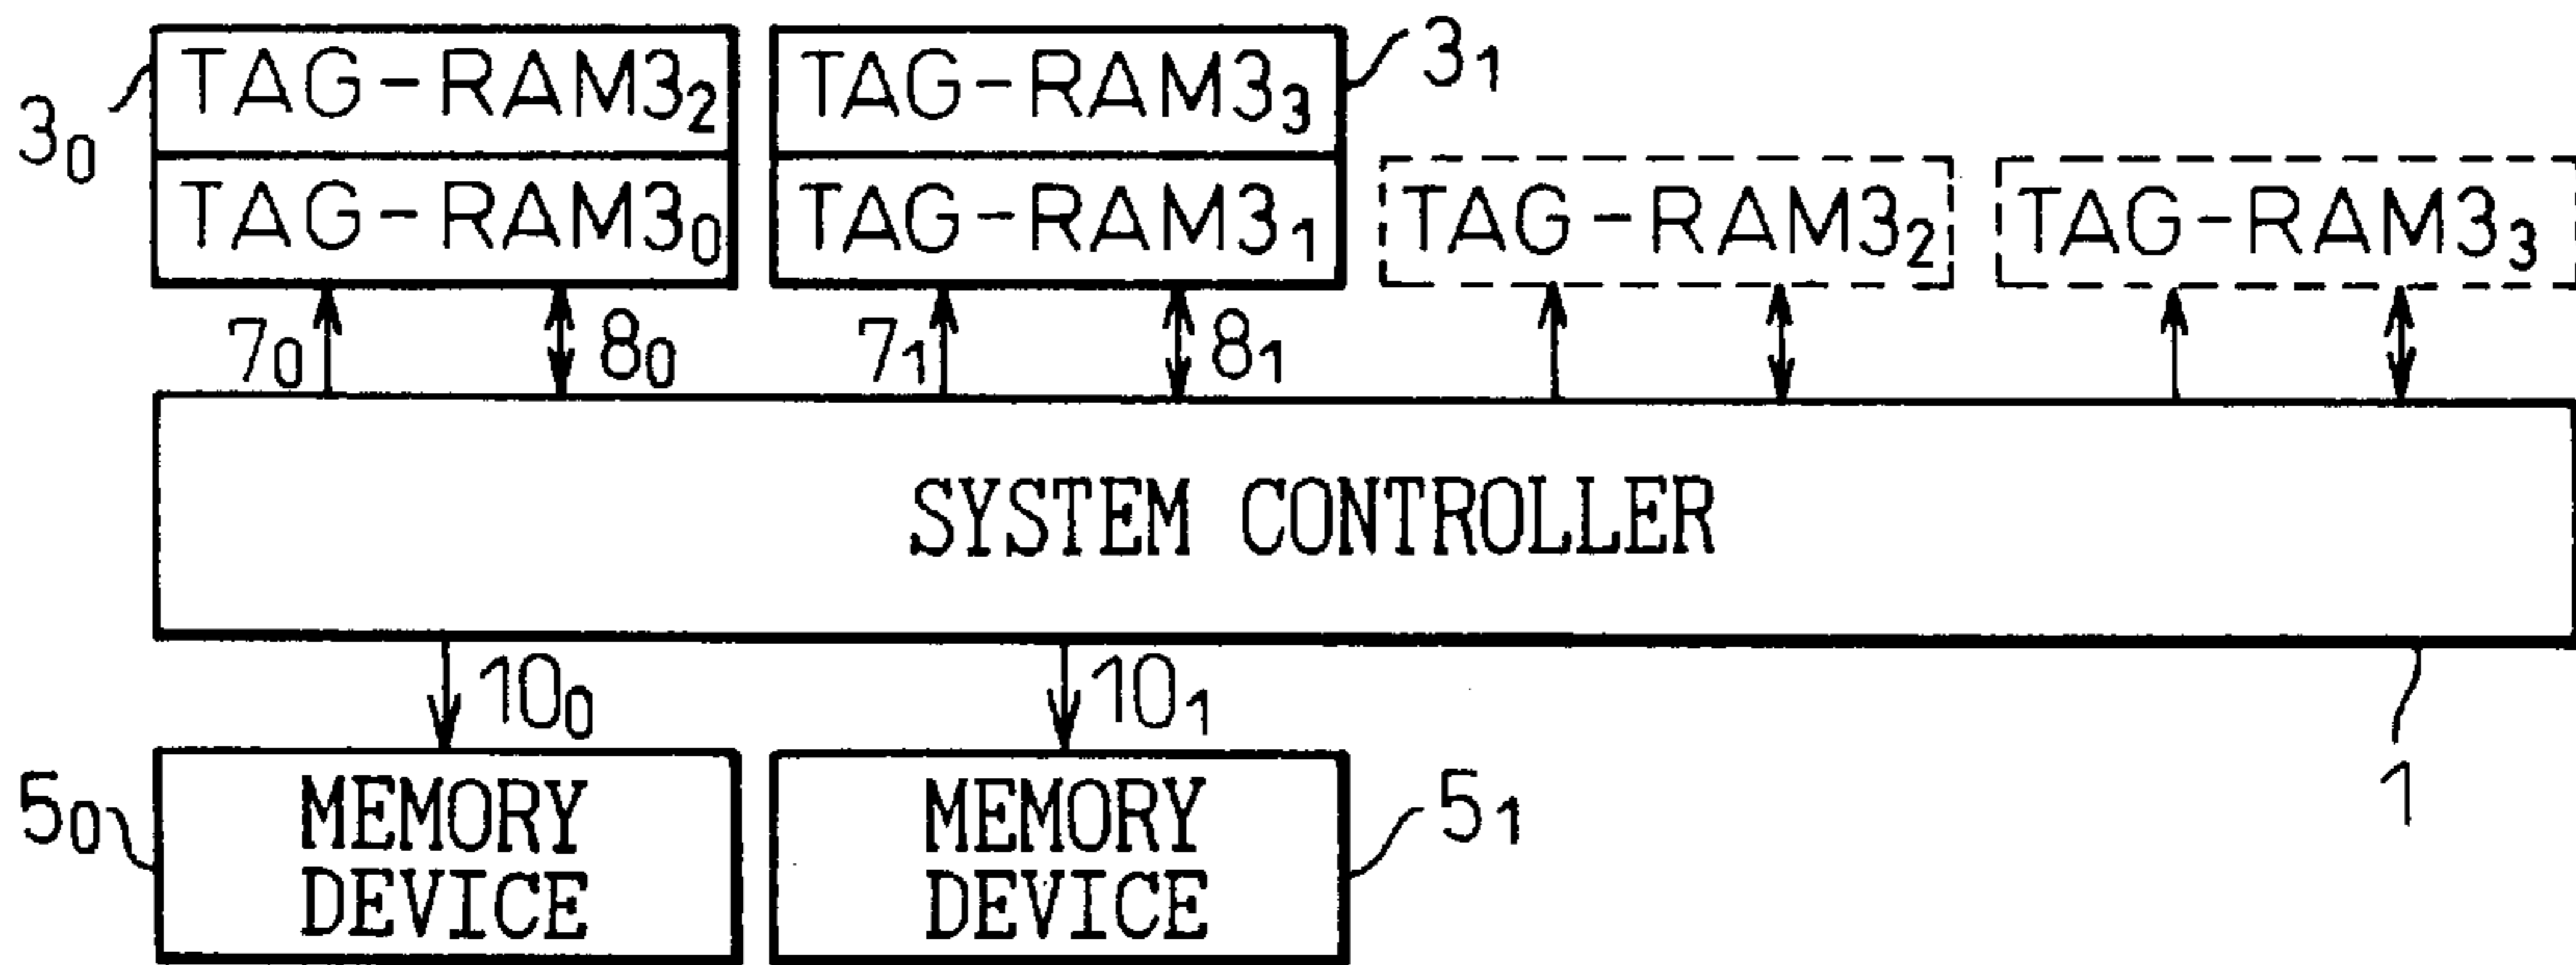 TAG-RAM3₂ TAG-RAM3₃ 3₁
3₀ TAG-RAM3₀ TAG-RAM3₁ TAG-RAM3₂ TAG-RAM3₃
7₀ 8₀ 7₁ 8₁
SYSTEM CONTROLLER
10₀ 10₁ 1
5₀ MEMORY MEMORY 5₁
DEVICE DEVICE